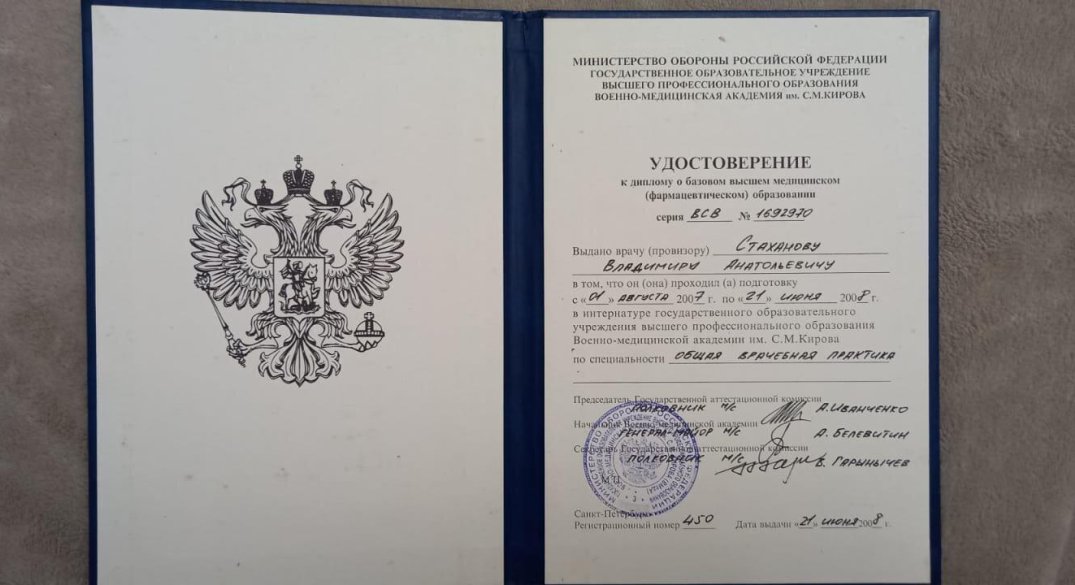 МИНИСТЕРСТВО ОБОРОНЫ РОССИЙСКОЙ ФЕДЕРАЦИИ
ГОСУДАРСТВЕННОЕ ОБРАЗОВАТЕЛЬНОЕ УЧРЕЖДЕНИЕ
ВЫСШЕГО ПРОФЕССИОНАЛЬНОГО ОБРАЗОВАНИЯ
ВОЕННО-МЕДИЦИНСКАЯ АКАДЕМИЯ им. С.М.КИРОВА
УДОСТОВЕРЕНИЕ
к диплому о базовом высшем медицинском
(фармацевтическом) образовании
серия ВСВ № 1692970
Выдано врачу (провизору) Стаханову
Владимиру Анатольевичу
в том, что он (она) проходил (а) подготовку
с «01» августа 2007 г. по «21» июня 2008 г.
в интернатуре государственного образовательного
учреждения высшего профессионального образования
Военно-медицинской академии им. С.М.Кирова
по специальности общая врачебная практика
Председатель Государственной аттестационной комиссии
полковник м/с А.Иванченко
Начальник Военно-медицинской академии
генерал-майор м/с А.Белевитин
Секретарь Государственной аттестационной комиссии
полковник м/с В.Гарынычев
М.П.
Санкт-Петербург
Регистрационный номер 450 Дата выдачи «21» июня 2008 г.